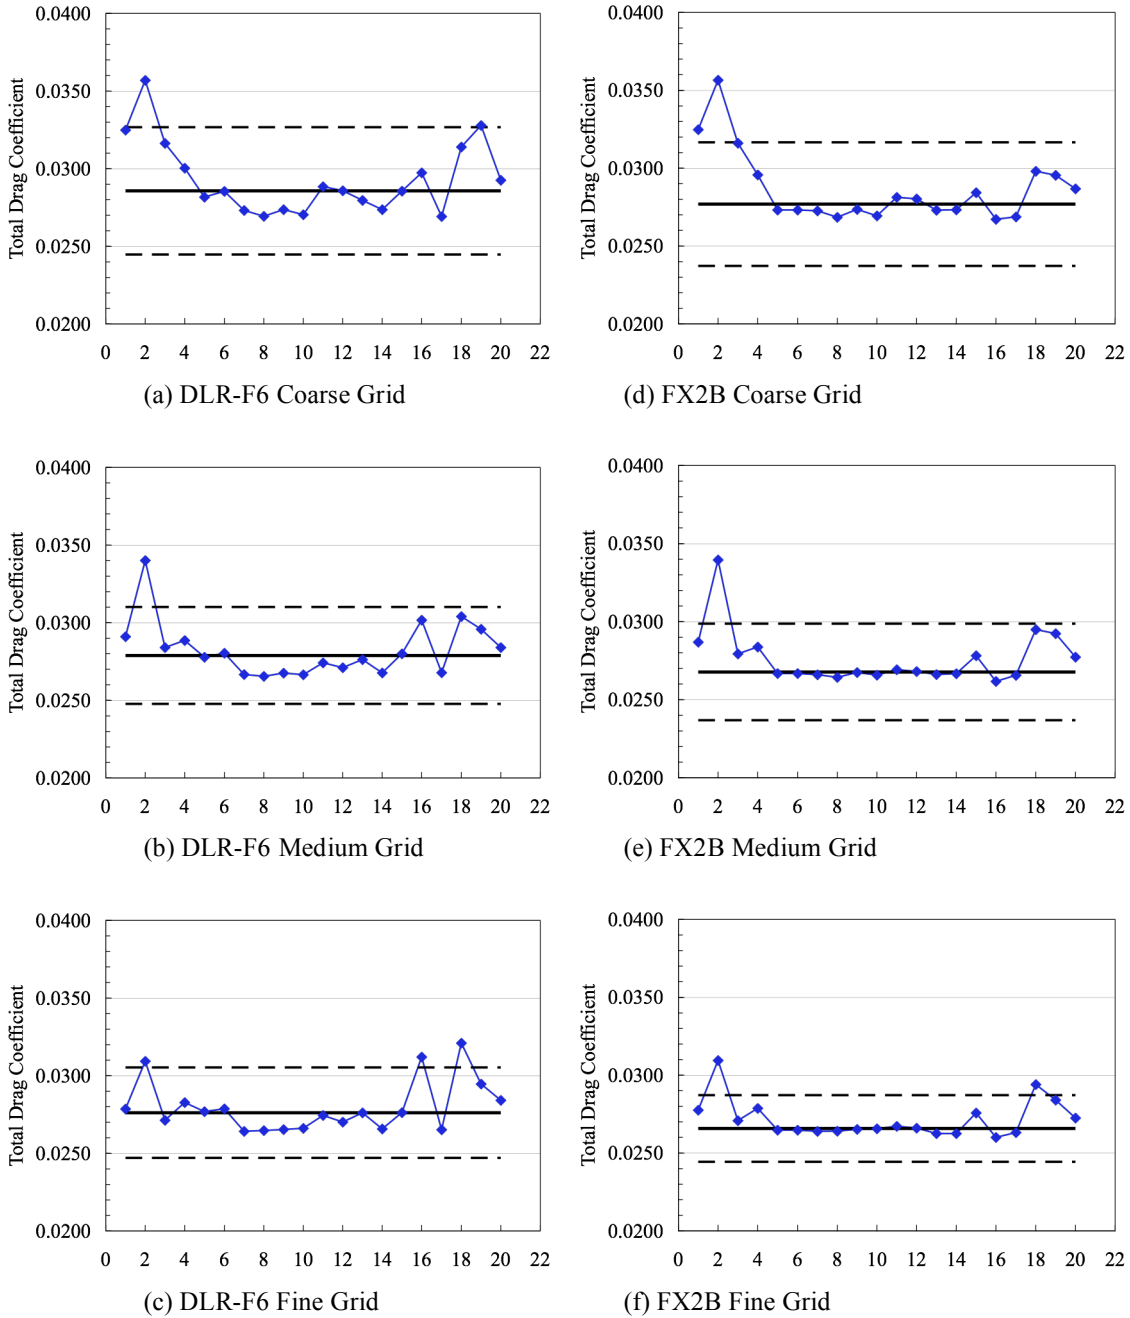 0.0400
0.0350
0.0300
0.0250
0.0200
Total Drag Coefficient
0 2 4 6 8 10 12 14 16 18 20 22
(a) DLR-F6 Coarse Grid
0.0400
0.0350
0.0300
0.0250
0.0200
Total Drag Coefficient
0 2 4 6 8 10 12 14 16 18 20 22
(d) FX2B Coarse Grid
0.0400
0.0350
0.0300
0.0250
0.0200
Total Drag Coefficient
0 2 4 6 8 10 12 14 16 18 20 22
(b) DLR-F6 Medium Grid
0.0400
0.0350
0.0300
0.0250
0.0200
Total Drag Coefficient
0 2 4 6 8 10 12 14 16 18 20 22
(e) FX2B Medium Grid
0.0400
0.0350
0.0300
0.0250
0.0200
Total Drag Coefficient
0 2 4 6 8 10 12 14 16 18 20 22
(c) DLR-F6 Fine Grid
0.0400
0.0350
0.0300
0.0250
0.0200
Total Drag Coefficient
0 2 4 6 8 10 12 14 16 18 20 22
(f) FX2B Fine Grid